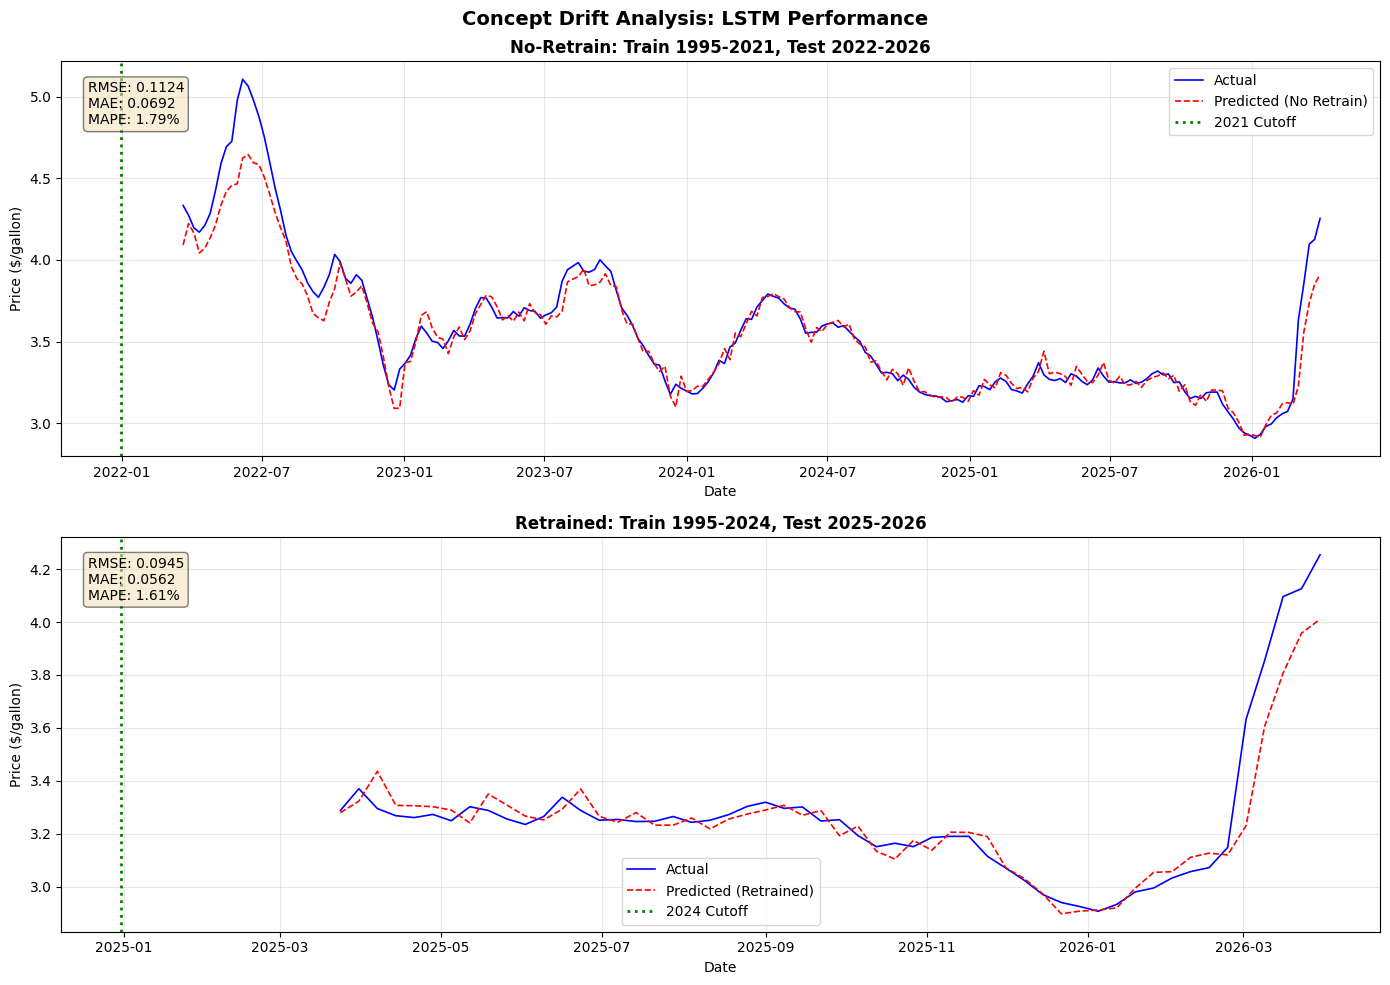 Concept Drift Analysis: LSTM Performance
No-Retrain: Train 1995-2021, Test 2022-2026
RMSE: 0.1124
MAE: 0.0692
MAPE: 1.79%
Actual
Predicted (No Retrain)
2021 Cutoff
Price ($/gallon)
5.0
4.5
4.0
3.5
3.0
2022-01 2022-07 2023-01 2023-07 2024-01 2024-07 2025-01 2025-07 2026-01
Date
Retrained: Train 1995-2024, Test 2025-2026
RMSE: 0.0945
MAE: 0.0562
MAPE: 1.61%
Price ($/gallon)
4.2
4.0
3.8
3.6
3.4
3.2
3.0
Actual
Predicted (Retrained)
2024 Cutoff
2025-01 2025-03 2025-05 2025-07 2025-09 2025-11 2026-01 2026-03
Date